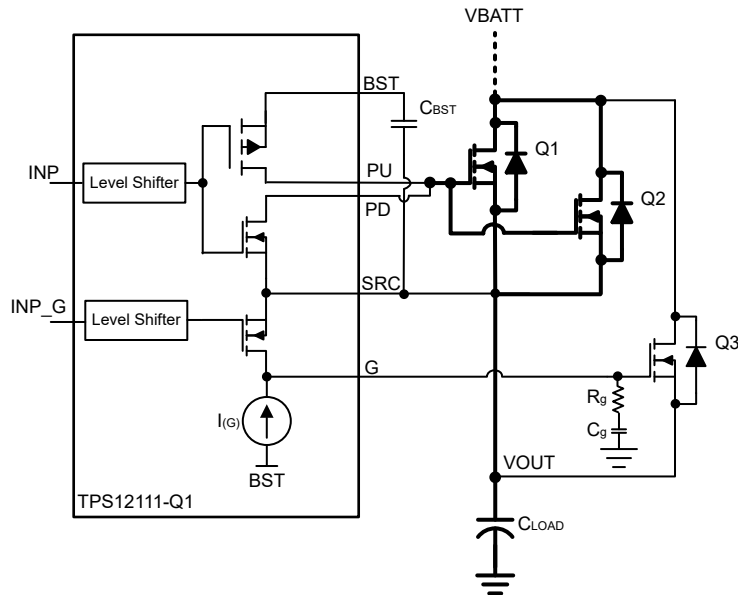 VBATT
BST
CBST
INP
Level Shifter
PU
Q1
PD
Q2
SRC
INP_G
Level Shifter
G
Q3
Rg
Cg
I(G)
BST
VOUT
TPS12111-Q1
CLOAD